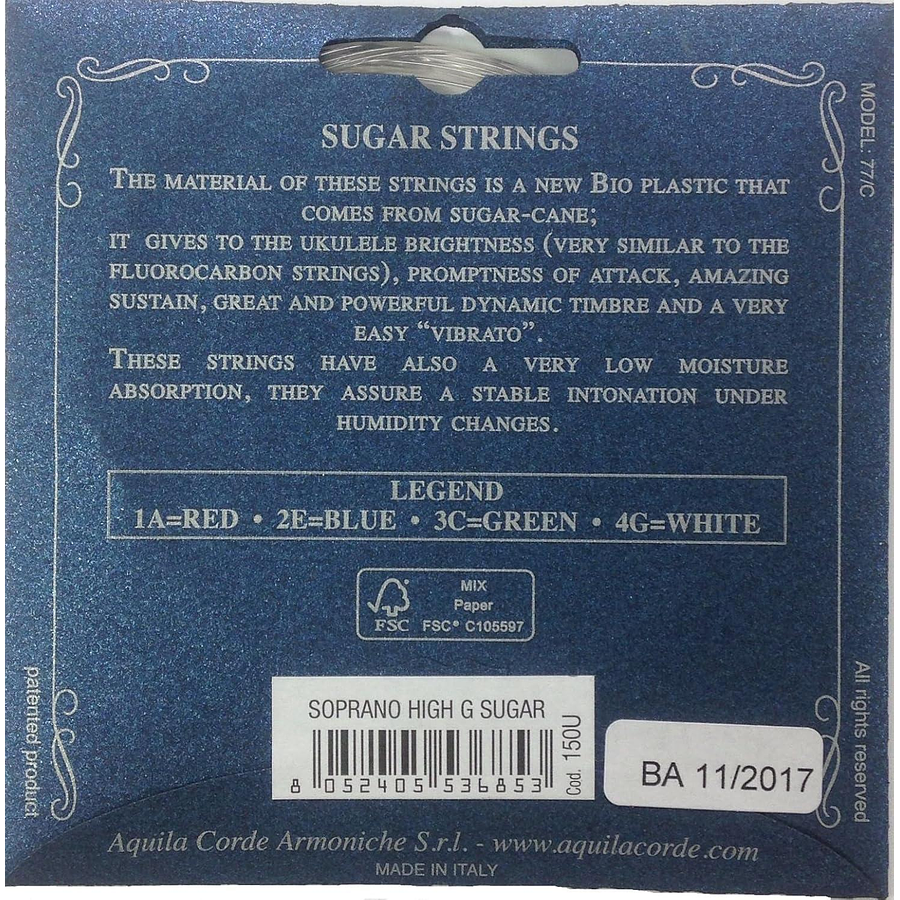 SUGAR STRINGS
THE MATERIAL OF THESE STRINGS IS A NEW BIO PLASTIC THAT
COMES FROM SUGAR-CANE;
IT GIVES TO THE UKULELE BRIGHTNESS (VERY SIMILAR TO THE
FLUOROCARBON STRINGS), PROMPTNESS OF ATTACK, AMAZING
SUSTAIN, GREAT AND POWERFUL DYNAMIC TIMBRE AND A VERY
EASY “VIBRATO”.
THESE STRINGS HAVE ALSO A VERY LOW MOISTURE
ABSORPTION, THEY ASSURE A STABLE INTONATION UNDER
HUMIDITY CHANGES.
LEGEND
1A=RED • 2E=BLUE • 3C=GREEN • 4G=WHITE
FSC
MIX
Paper
FSC® C105597
SOPRANO HIGH G SUGAR
8 052405 536853
Cod. 150U
BA 11/2017
Aquila Corde Armoniche S.r.l. - www.aquilacorde.com
MADE IN ITALY
patented product
MODEL: 77/C
All rights reserved